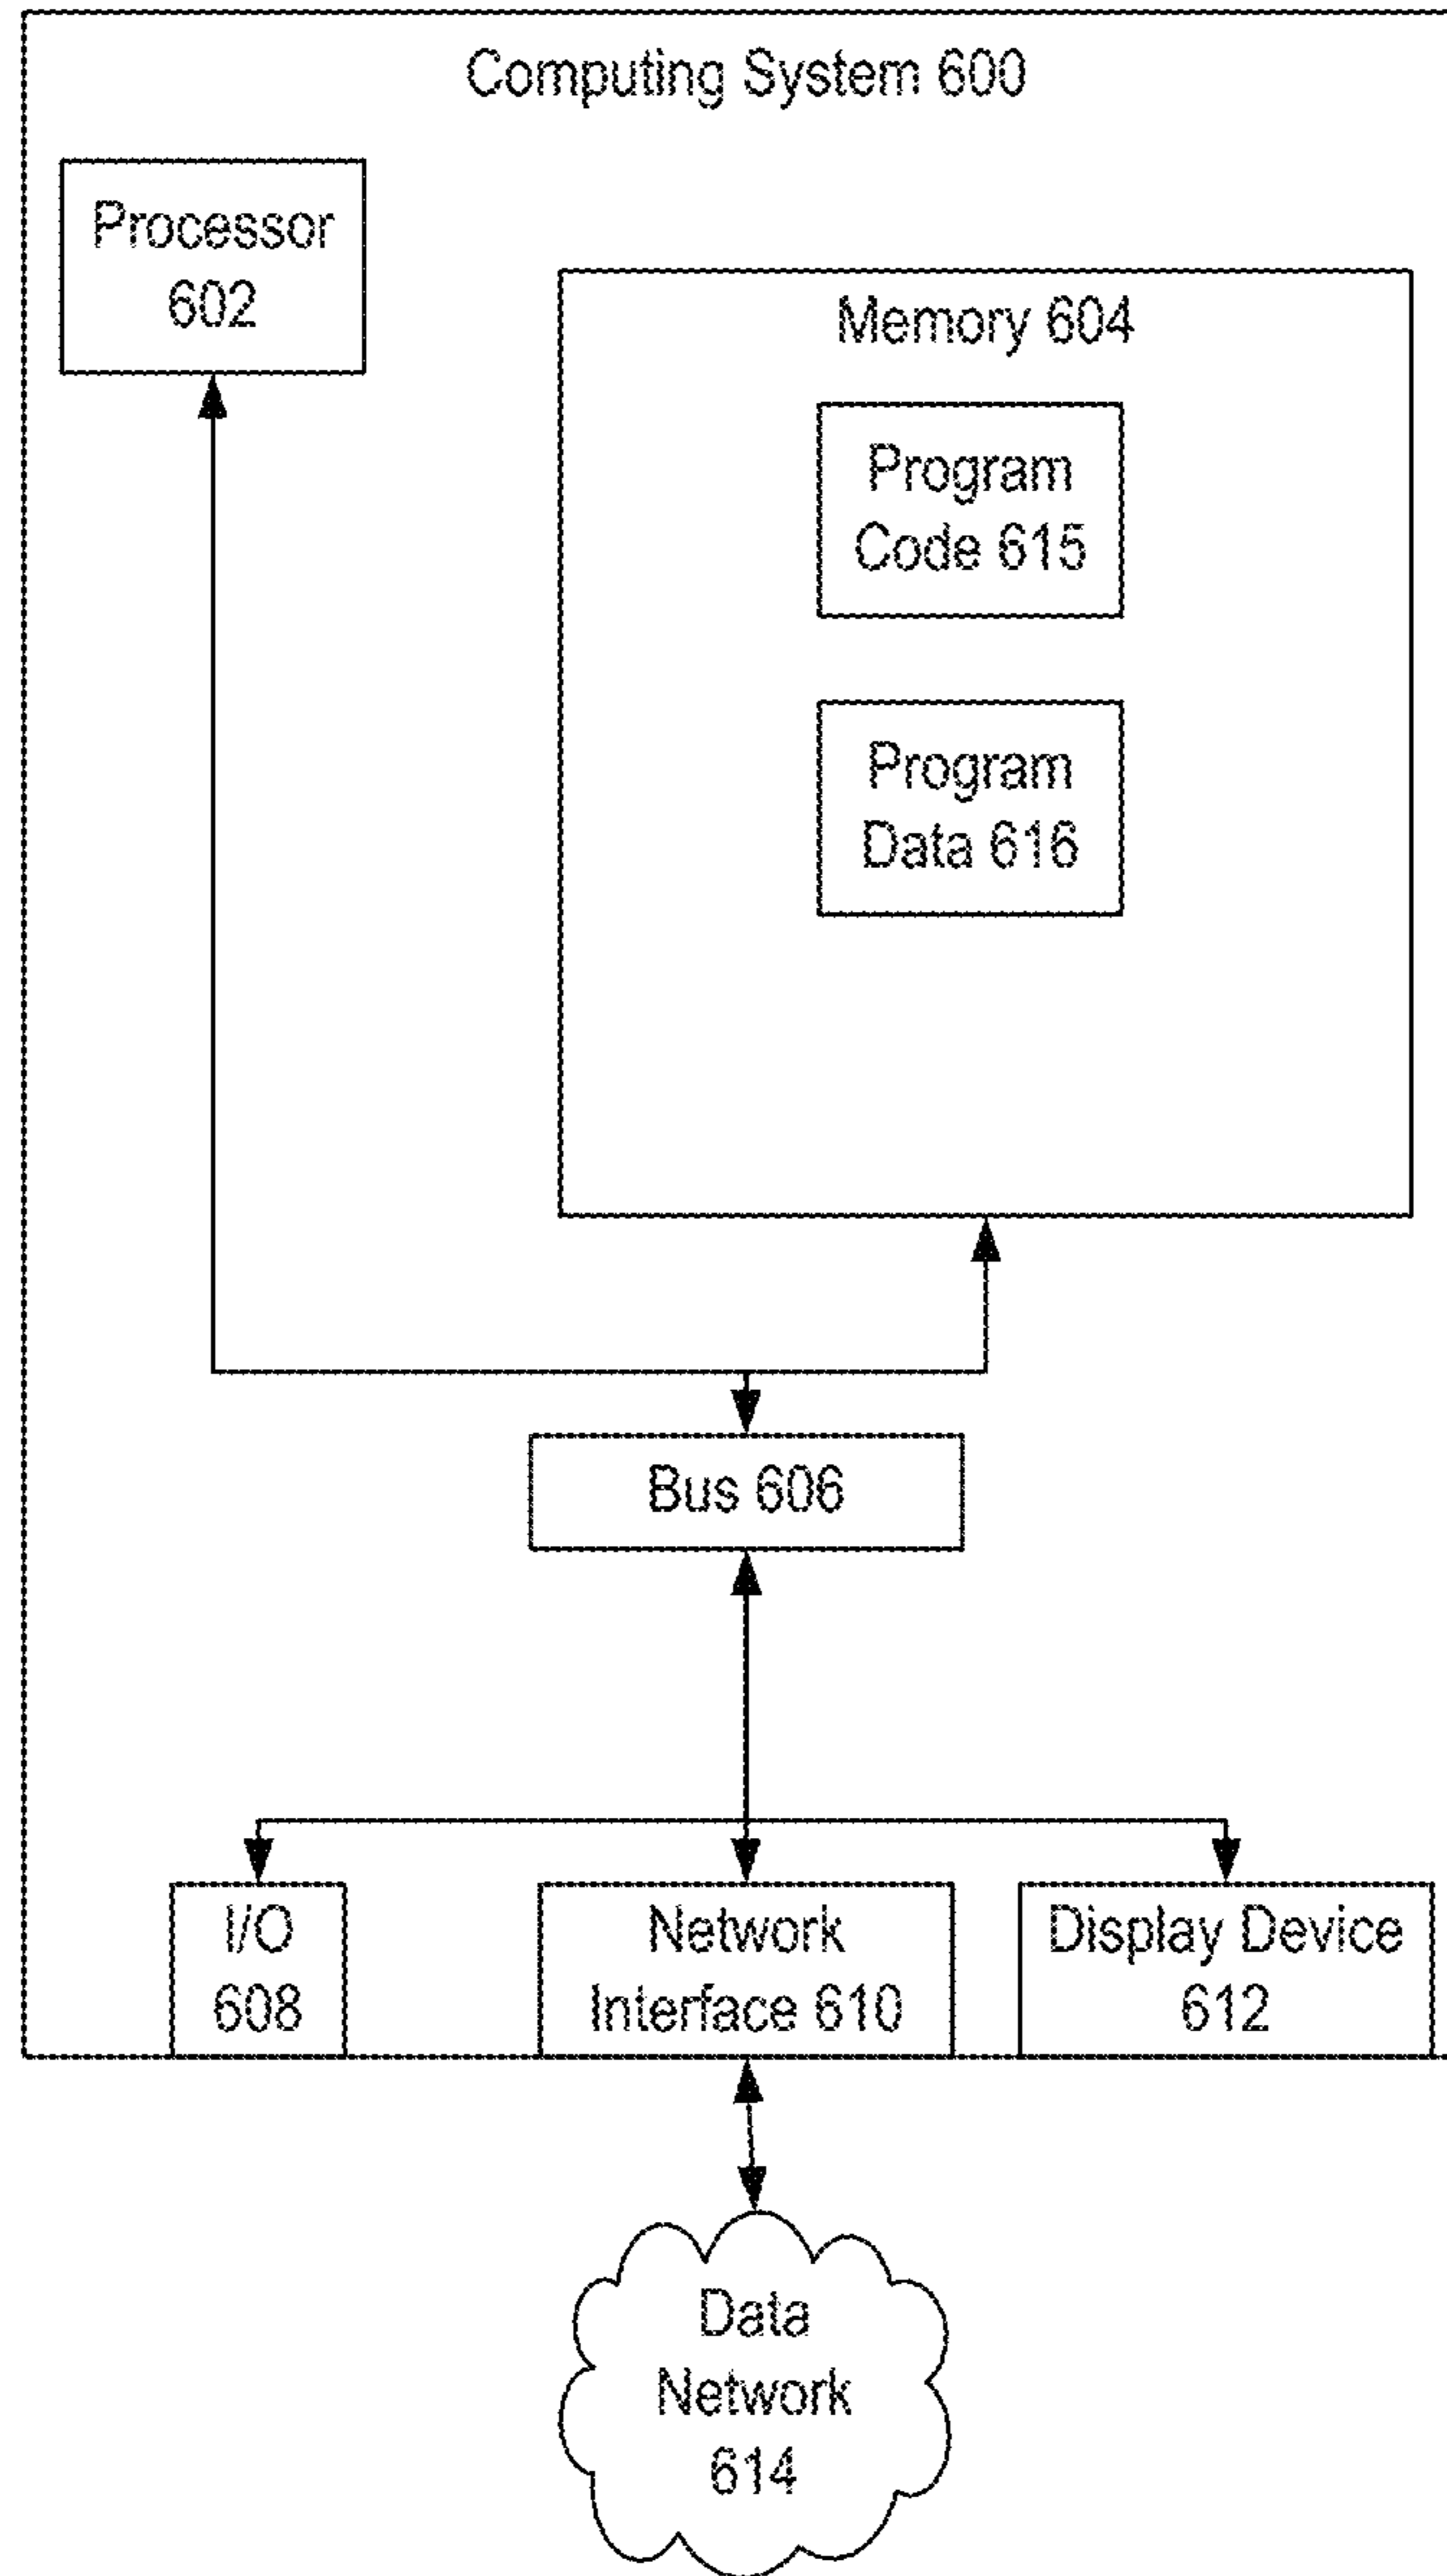 Computing System 600
Processor
602
Memory 604
Program
Code 615
Program
Data 616
Bus 606
I/O
608
Network
Interface 610
Display Device
612
Data
Network
614